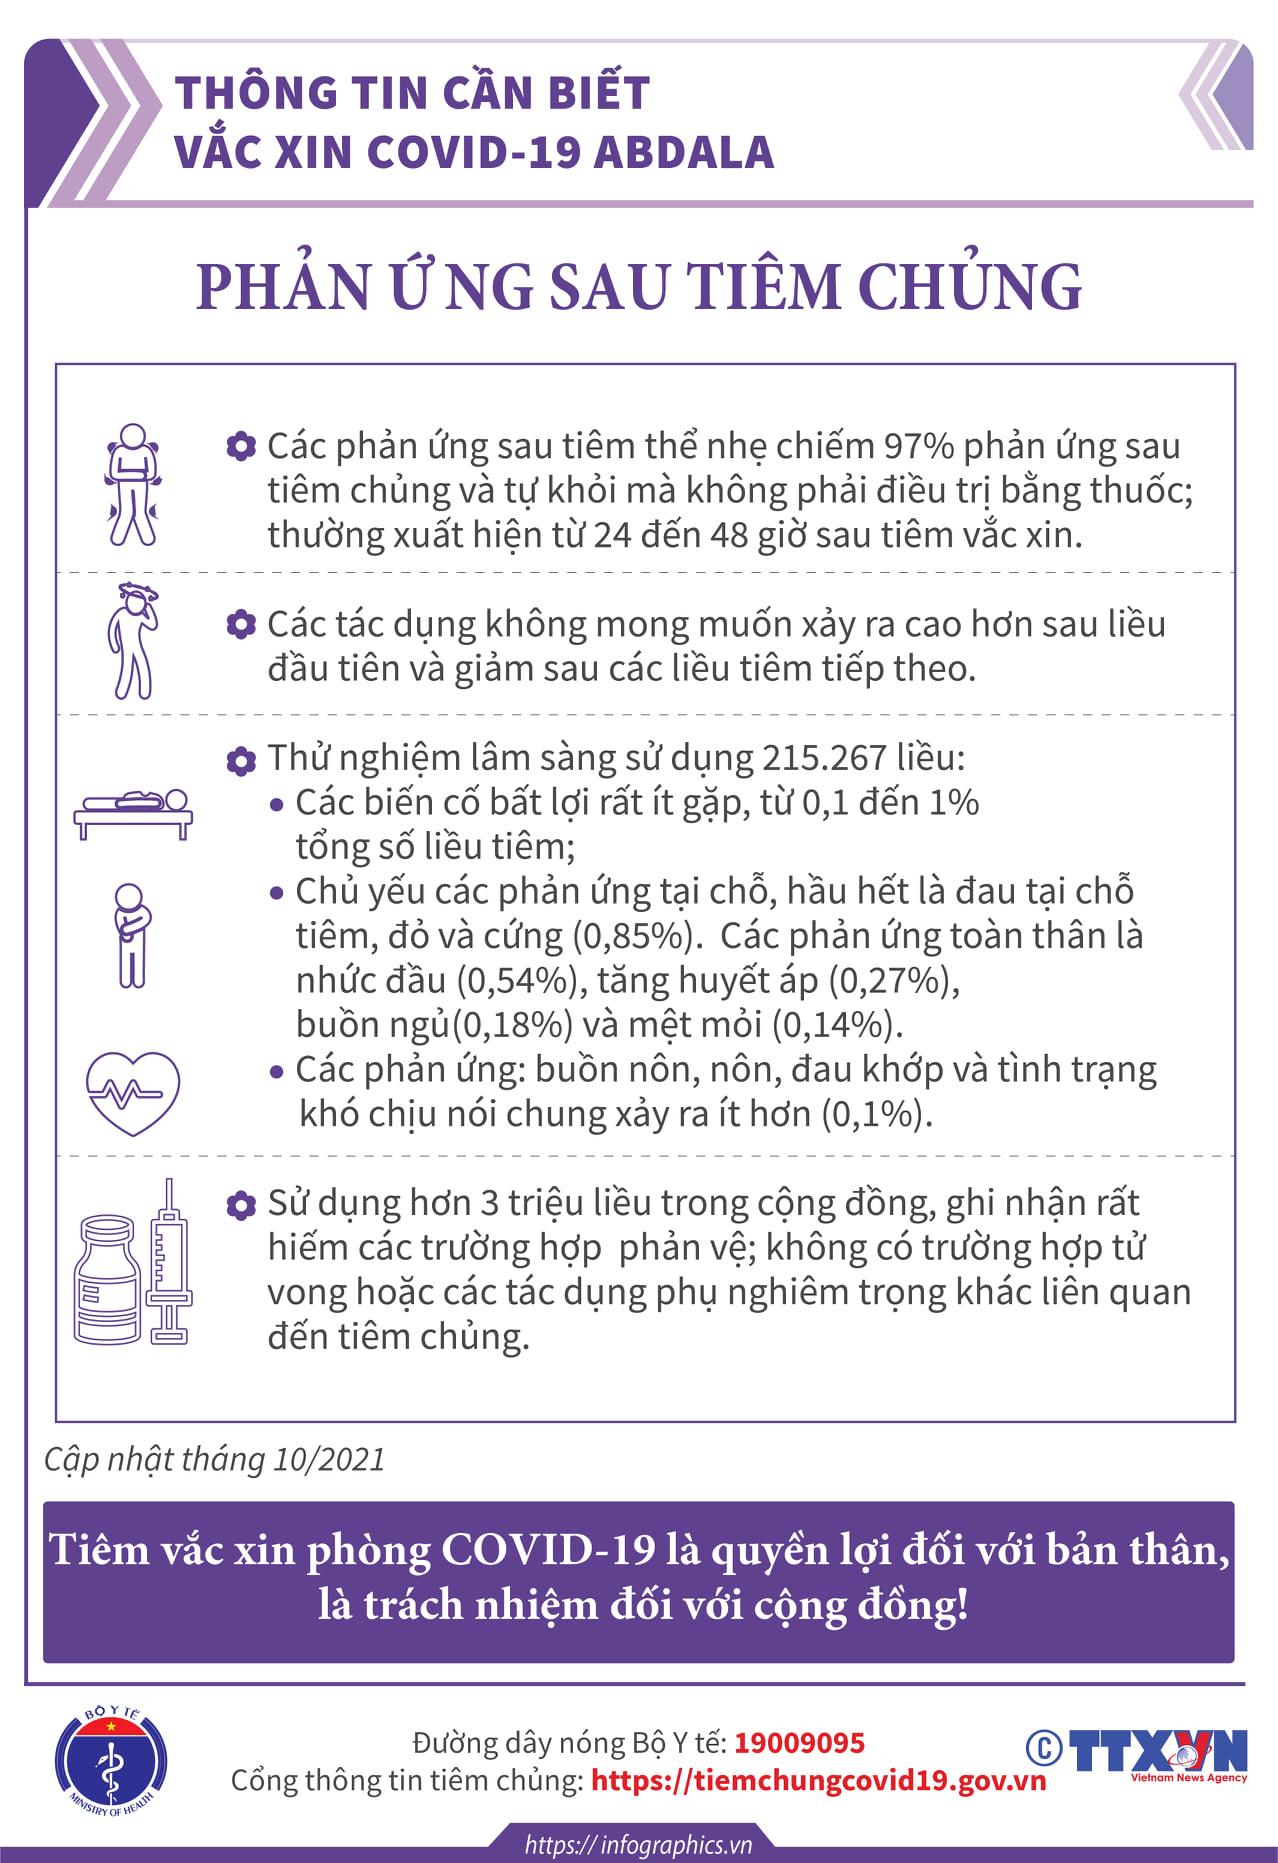 THÔNG TIN CẦN BIẾT
VẮC XIN COVID-19 ABDALA
PHẢN ỨNG SAU TIÊM CHỦNG
Các phản ứng sau tiêm thể nhẹ chiếm 97% phản ứng sau
tiêm chủng và tự khỏi mà không phải điều trị bằng thuốc;
thường xuất hiện từ 24 đến 48 giờ sau tiêm vắc xin.
Các tác dụng không mong muốn xảy ra cao hơn sau liều
đầu tiên và giảm sau các liều tiêm tiếp theo.
Thử nghiệm lâm sàng sử dụng 215.267 liều:
• Các biến cố bất lợi rất ít gặp, từ 0,1 đến 1%
tổng số liều tiêm;
• Chủ yếu các phản ứng tại chỗ, hầu hết là đau tại chỗ
tiêm, đỏ và cứng (0,85%). Các phản ứng toàn thân là
nhức đầu (0,54%), tăng huyết áp (0,27%),
buồn ngủ(0,18%) và mệt mỏi (0,14%).
• Các phản ứng: buồn nôn, nôn, đau khớp và tình trạng
khó chịu nói chung xảy ra ít hơn (0,1%).
Sử dụng hơn 3 triệu liều trong cộng đồng, ghi nhận rất
hiếm các trường hợp phản vệ; không có trường hợp tử
vong hoặc các tác dụng phụ nghiêm trọng khác liên quan
đến tiêm chủng.
Cập nhật tháng 10/2021
Tiêm vắc xin phòng COVID-19 là quyền lợi đối với bản thân,
là trách nhiệm đối với cộng đồng!
BỘ Y TẾ
MINISTRY OF HEALTH
Đường dây nóng Bộ Y tế: 19009095
Cổng thông tin tiêm chủng: https://tiemchungcovid19.gov.vn
© TTXVN
Vietnam News Agency
https:// infographics.vn